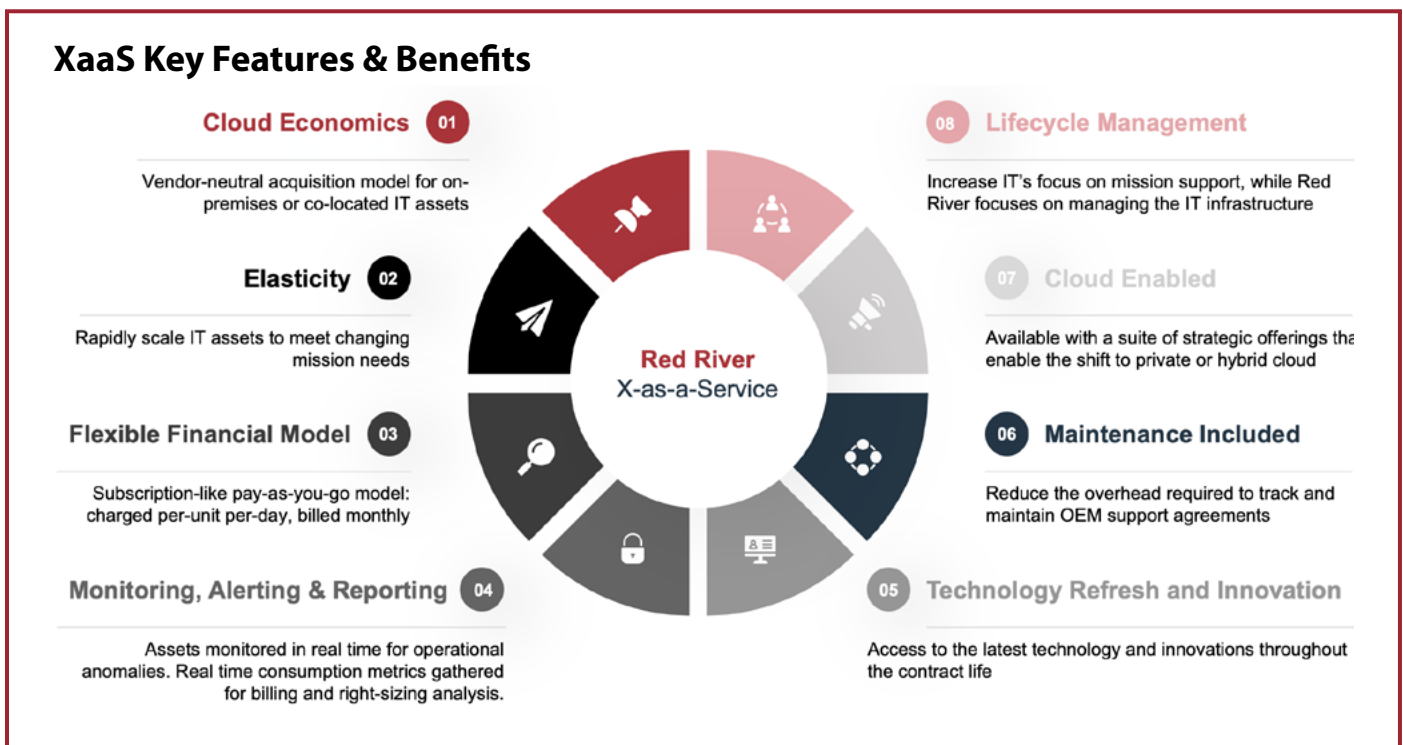 XaaS Key Features & Benefits
Cloud Economics 01
Vendor-neutral acquisition model for on-
premises or co-located IT assets
Elasticity 02
Rapidly scale IT assets to meet changing
mission needs
Flexible Financial Model 03
Subscription-like pay-as-you-go model:
charged per-unit per-day, billed monthly
Monitoring, Alerting & Reporting 04
Assets monitored in real time for operational
anomalies. Real time consumption metrics gathered
for billing and right-sizing analysis.
Red River
X-as-a-Service
08 Lifecycle Management
Increase IT's focus on mission support, while Red
River focuses on managing the IT infrastructure
07 Cloud Enabled
Available with a suite of strategic offerings tha
enable the shift to private or hybrid cloud
06 Maintenance Included
Reduce the overhead required to track and
maintain OEM support agreements
05 Technology Refresh and Innovation
Access to the latest technology and innovations throughout
the contract life